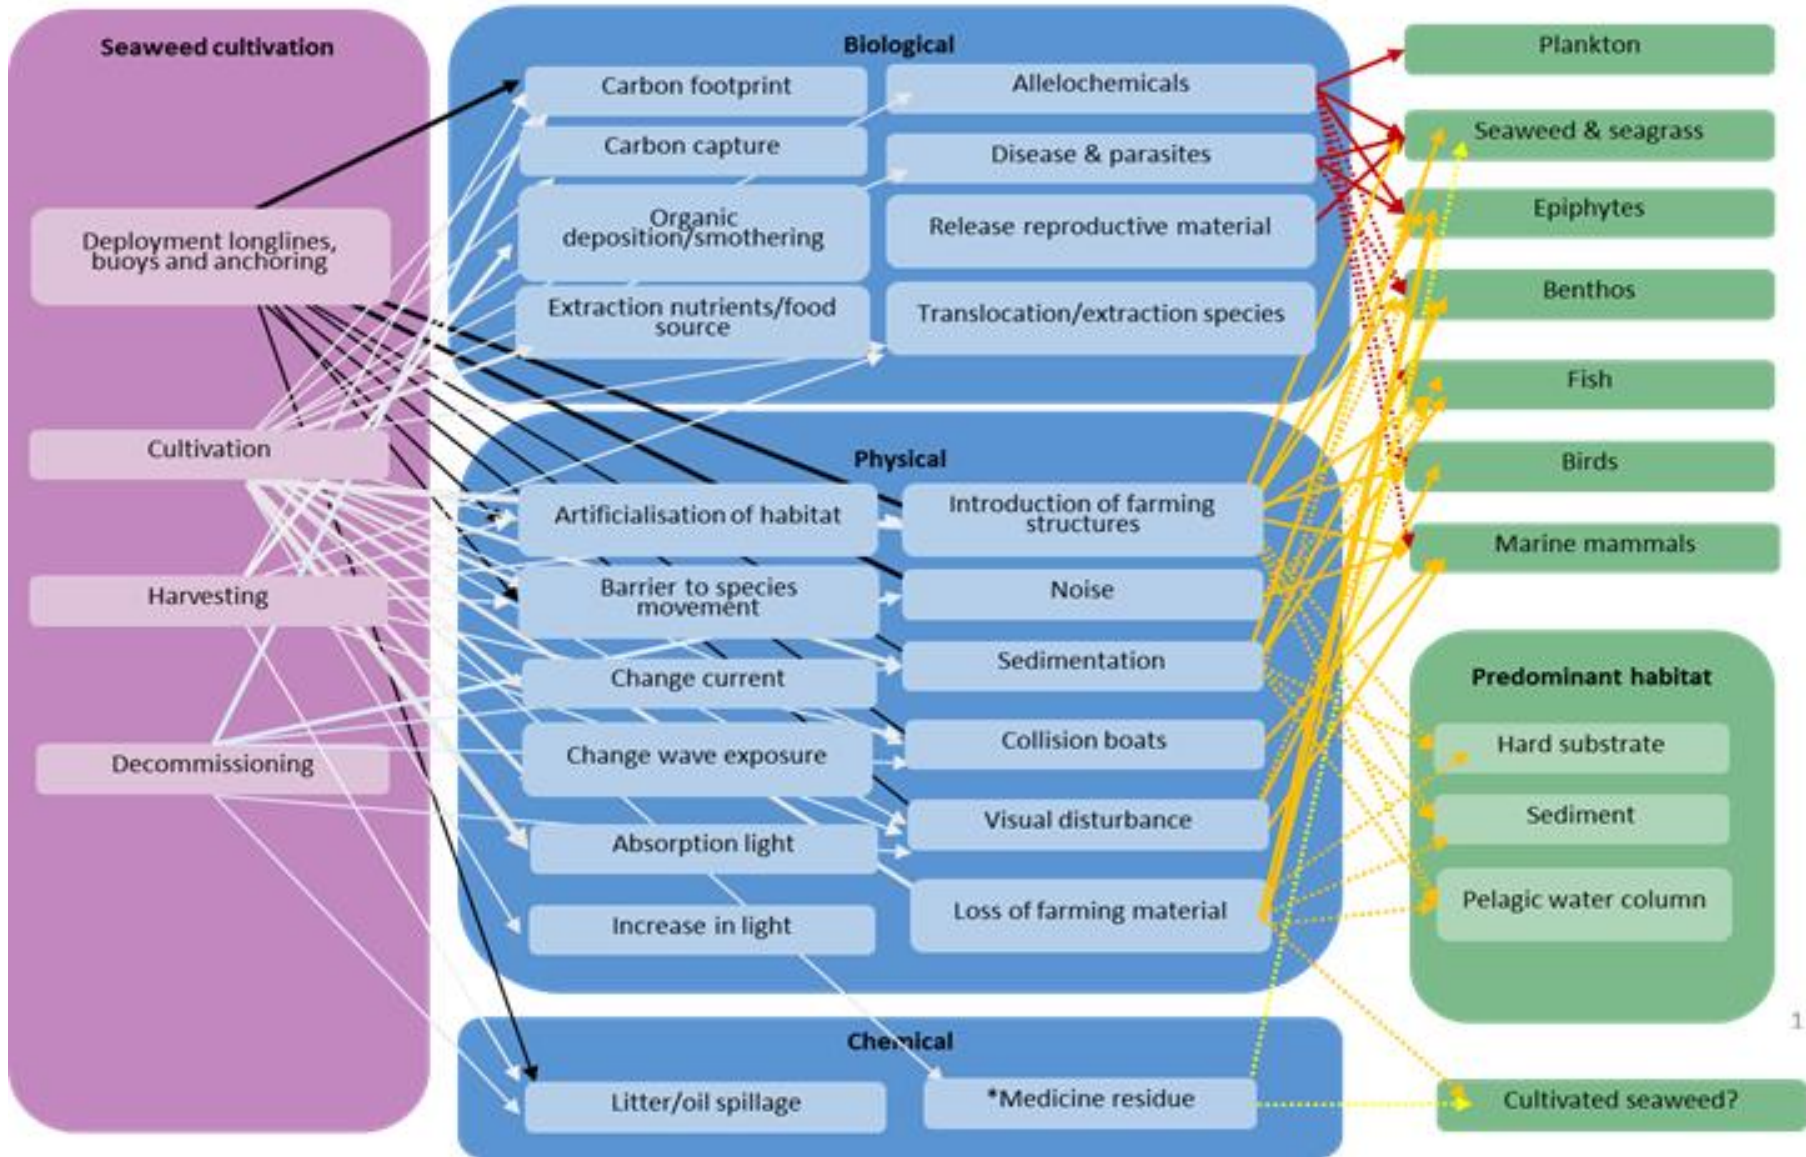 Seaweed cultivation
Deployment longlines,
buoys and anchoring
Cultivation
Harvesting
Decommissioning
Biological
Carbon footprint
Carbon capture
Organic
deposition/smothering
Extraction nutrients/food
source
Allelochemicals
Disease & parasites
Release reproductive material
Translocation/extraction species
Physical
Artificialisation of habitat
Barrier to species
movement
Change current
Change wave exposure
Absorption light
Increase in light
Introduction of farming
structures
Noise
Sedimentation
Collision boats
Visual disturbance
Loss of farming material
Chemical
Litter/oil spillage
*Medicine residue
Plankton
Seaweed & seagrass
Epiphytes
Benthos
Fish
Birds
Marine mammals
Predominant habitat
Hard substrate
Sediment
Pelagic water column
1
Cultivated seaweed?